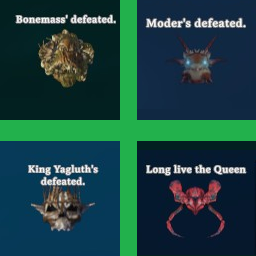 Bonemass' defeated.
Moder's defeated.
King Yagluth's
defeated.
Long live the Queen